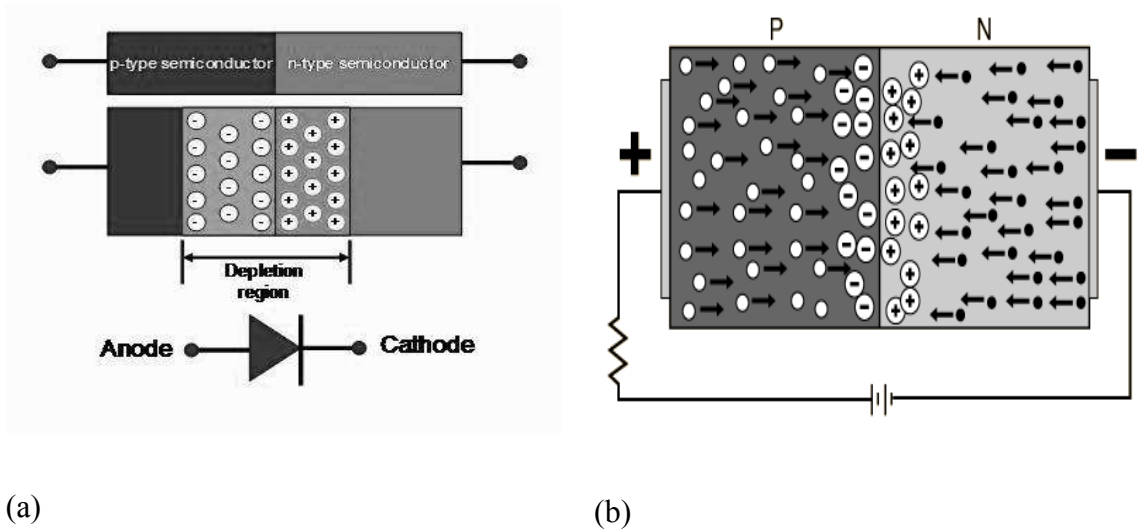 p-type semiconductor n-type semiconductor
- - - + + +
Depletion
region
Anode Cathode
(a)
P N
+ -
(b)